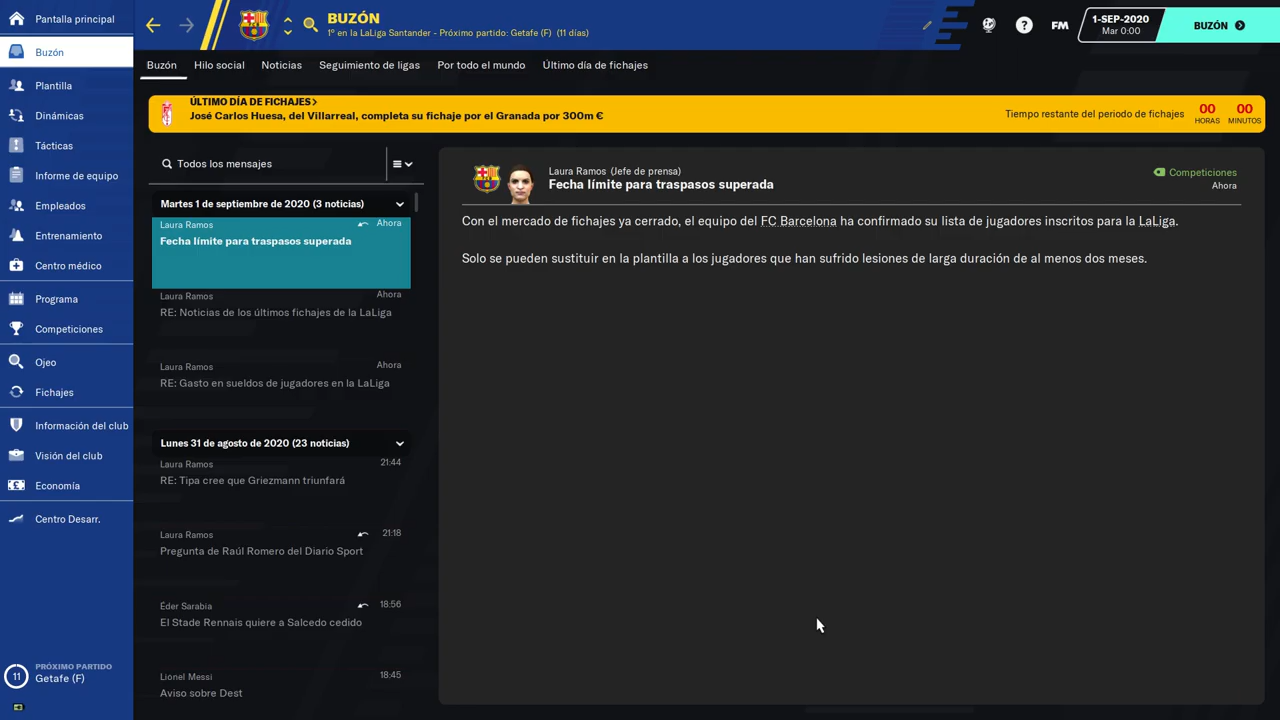 Pantalla principal
Buzón
Plantilla
Dinámicas
Tácticas
Informe de equipo
Empleados
Entrenamiento
Centro médico
Programa
Competiciones
Ojeo
Fichajes
Información del club
Visión del club
Economía
Centro Desarr.
11
PRÓXIMO PARTIDO
Getafe (F)
BUZÓN
1º en la LaLiga Santander - Próximo partido: Getafe (F) (11 días)
?
FM
1-SEP-2020
Mar 0:00
BUZÓN
Buzón
Hilo social
Noticias
Seguimiento de ligas
Por todo el mundo
Último día de fichajes
ÚLTIMO DÍA DE FICHAJES>
José Carlos Huesa, del Villarreal, completa su fichaje por el Granada por 300m €
Tiempo restante del periodo de fichajes
00 00
HORAS MINUTOS
Todos los mensajes
Martes 1 de septiembre de 2020 (3 noticias)
Laura Ramos Ahora
Fecha límite para traspasos superada
Laura Ramos Ahora
RE: Noticias de los últimos fichajes de la LaLiga
Laura Ramos Ahora
RE: Gasto en sueldos de jugadores en la LaLiga
Lunes 31 de agosto de 2020 (23 noticias)
Laura Ramos 21:44
RE: Tipa cree que Griezmann triunfará
Laura Ramos 21:18
Pregunta de Raúl Romero del Diario Sport
Éder Sarabia 18:56
El Stade Rennais quiere a Salcedo cedido
Lionel Messi 18:45
Aviso sobre Dest
Laura Ramos (Jefe de prensa)
Fecha límite para traspasos superada
Competiciones
Ahora
Con el mercado de fichajes ya cerrado, el equipo del FC Barcelona ha confirmado su lista de jugadores inscritos para la LaLiga.
Solo se pueden sustituir en la plantilla a los jugadores que han sufrido lesiones de larga duración de al menos dos meses.